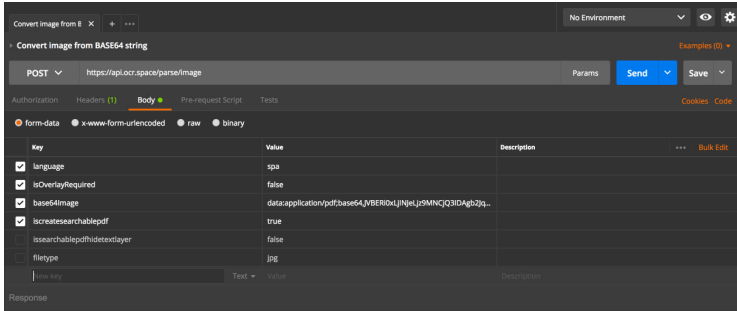 Convert image from B X + ••• No Environment
Convert image from BASE64 string Examples (0)
POST https://api.ocr.space/parse/image Params Send Save
Authorization Headers (1) Body Pre-request Script Tests Cookies Code
form-data x-www-form-urlencoded raw binary
Key Value Description ••• Bulk Edit
language spa
isOverlayRequired false
base64Image data:application/pdf;base64,JVBERi0xLjINJeLjz9MNCjQ3IDAgb2Jq...
iscreatesearchablepdf true
issearchablepdfhidetextlayer false
filetype jpg
New key Text Value Description
Response